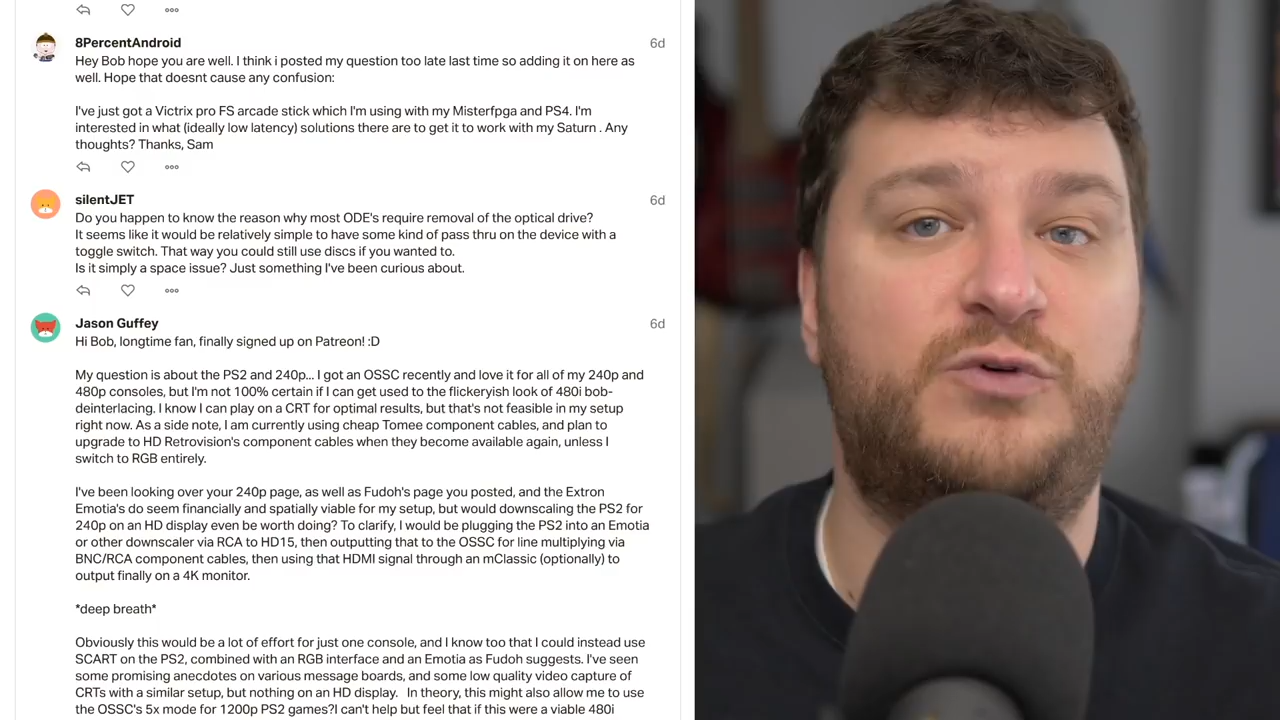 8PercentAndroid
6d
Hey Bob hope you are well. I think i posted my question too late last time so adding it on here as
well. Hope that doesnt cause any confusion:
I've just got a Victrix pro FS arcade stick which I'm using with my Misterfpga and PS4. I'm
interested in what (ideally low latency) solutions there are to get it to work with my Saturn . Any
thoughts? Thanks, Sam
silentJET
6d
Do you happen to know the reason why most ODE's require removal of the optical drive?
It seems like it would be relatively simple to have some kind of pass thru on the device with a
toggle switch. That way you could still use discs if you wanted to.
Is it simply a space issue? Just something I've been curious about.
Jason Guffey
6d
Hi Bob, longtime fan, finally signed up on Patreon! :D
My question is about the PS2 and 240p... I got an OSSC recently and love it for all of my 240p and
480p consoles, but I'm not 100% certain if I can get used to the flickeryish look of 480i bob-
deinterlacing. I know I can play on a CRT for optimal results, but that's not feasible in my setup
right now. As a side note, I am currently using cheap Tomee component cables, and plan to
upgrade to HD Retrovision's component cables when they become available again, unless I
switch to RGB entirely.
I've been looking over your 240p page, as well as Fudoh's page you posted, and the Extron
Emotia's do seem financially and spatially viable for my setup, but would downscaling the PS2 for
240p on an HD display even be worth doing? To clarify, I would be plugging the PS2 into an Emotia
or other downscaler via RCA to HD15, then outputting that to the OSSC for line multiplying via
BNC/RCA component cables, then using that HDMI signal through an mClassic (optionally) to
output finally on a 4K monitor.
*deep breath*
Obviously this would be a lot of effort for just one console, and I know too that I could instead use
SCART on the PS2, combined with an RGB interface and an Emotia as Fudoh suggests. I've seen
some promising anecdotes on various message boards, and some low quality video capture of
CRTs with a similar setup, but nothing on an HD display.   In theory, this might also allow me to use
the OSSC's 5x mode for 1200p PS2 games?I can't help but feel that if this were a viable 480i